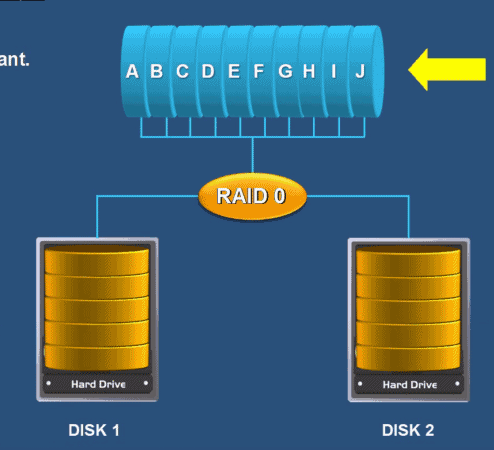 ant.
A B C D E F G H I J
RAID 0
Hard Drive
Hard Drive
DISK 1
DISK 2